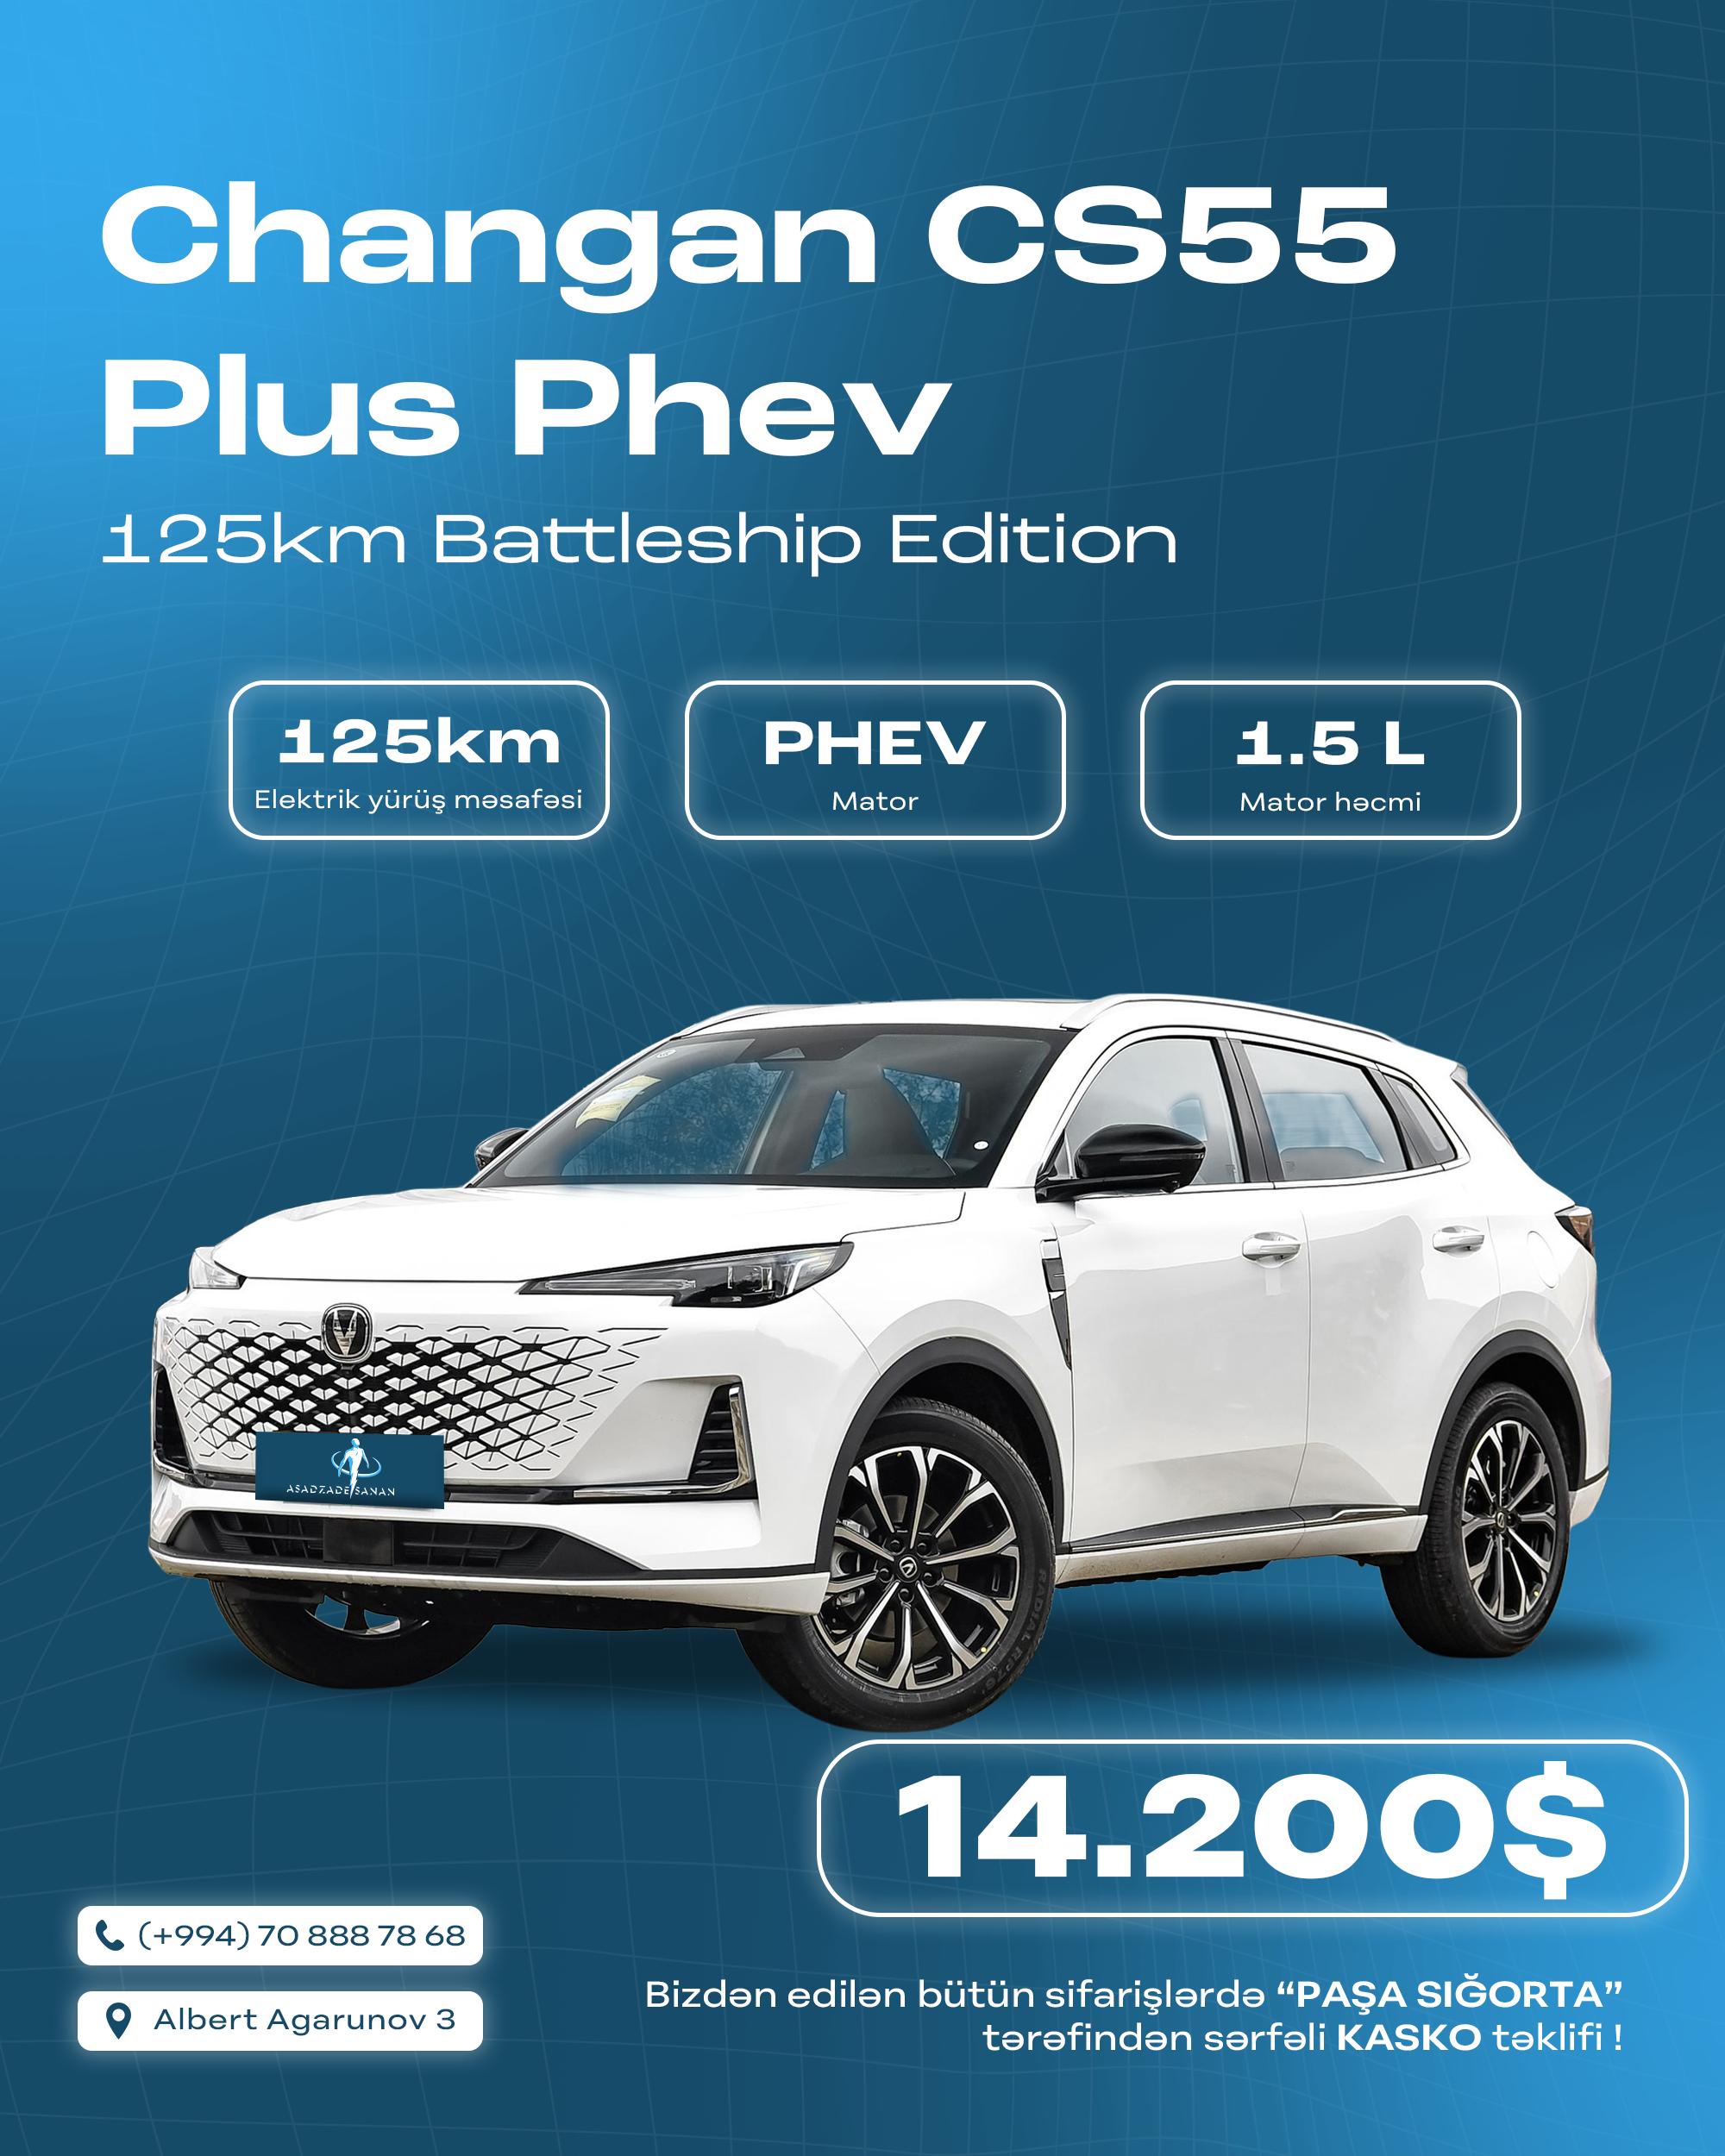 Changan CS55
Plus Phev
125km Battleship Edition
125km
Elektrik yürüş məsafəsi
PHEV
Mator
1.5 L
Mator həcmi
ASADZADE SANAN
RADIAL RP76
14.200$
(+994) 70 888 78 68
Albert Agarunov 3
Bizdən edilən bütün sifarişlərdə “PAŞA SIĞORTA”
tərəfindən sərfəli KASKO təklifi !